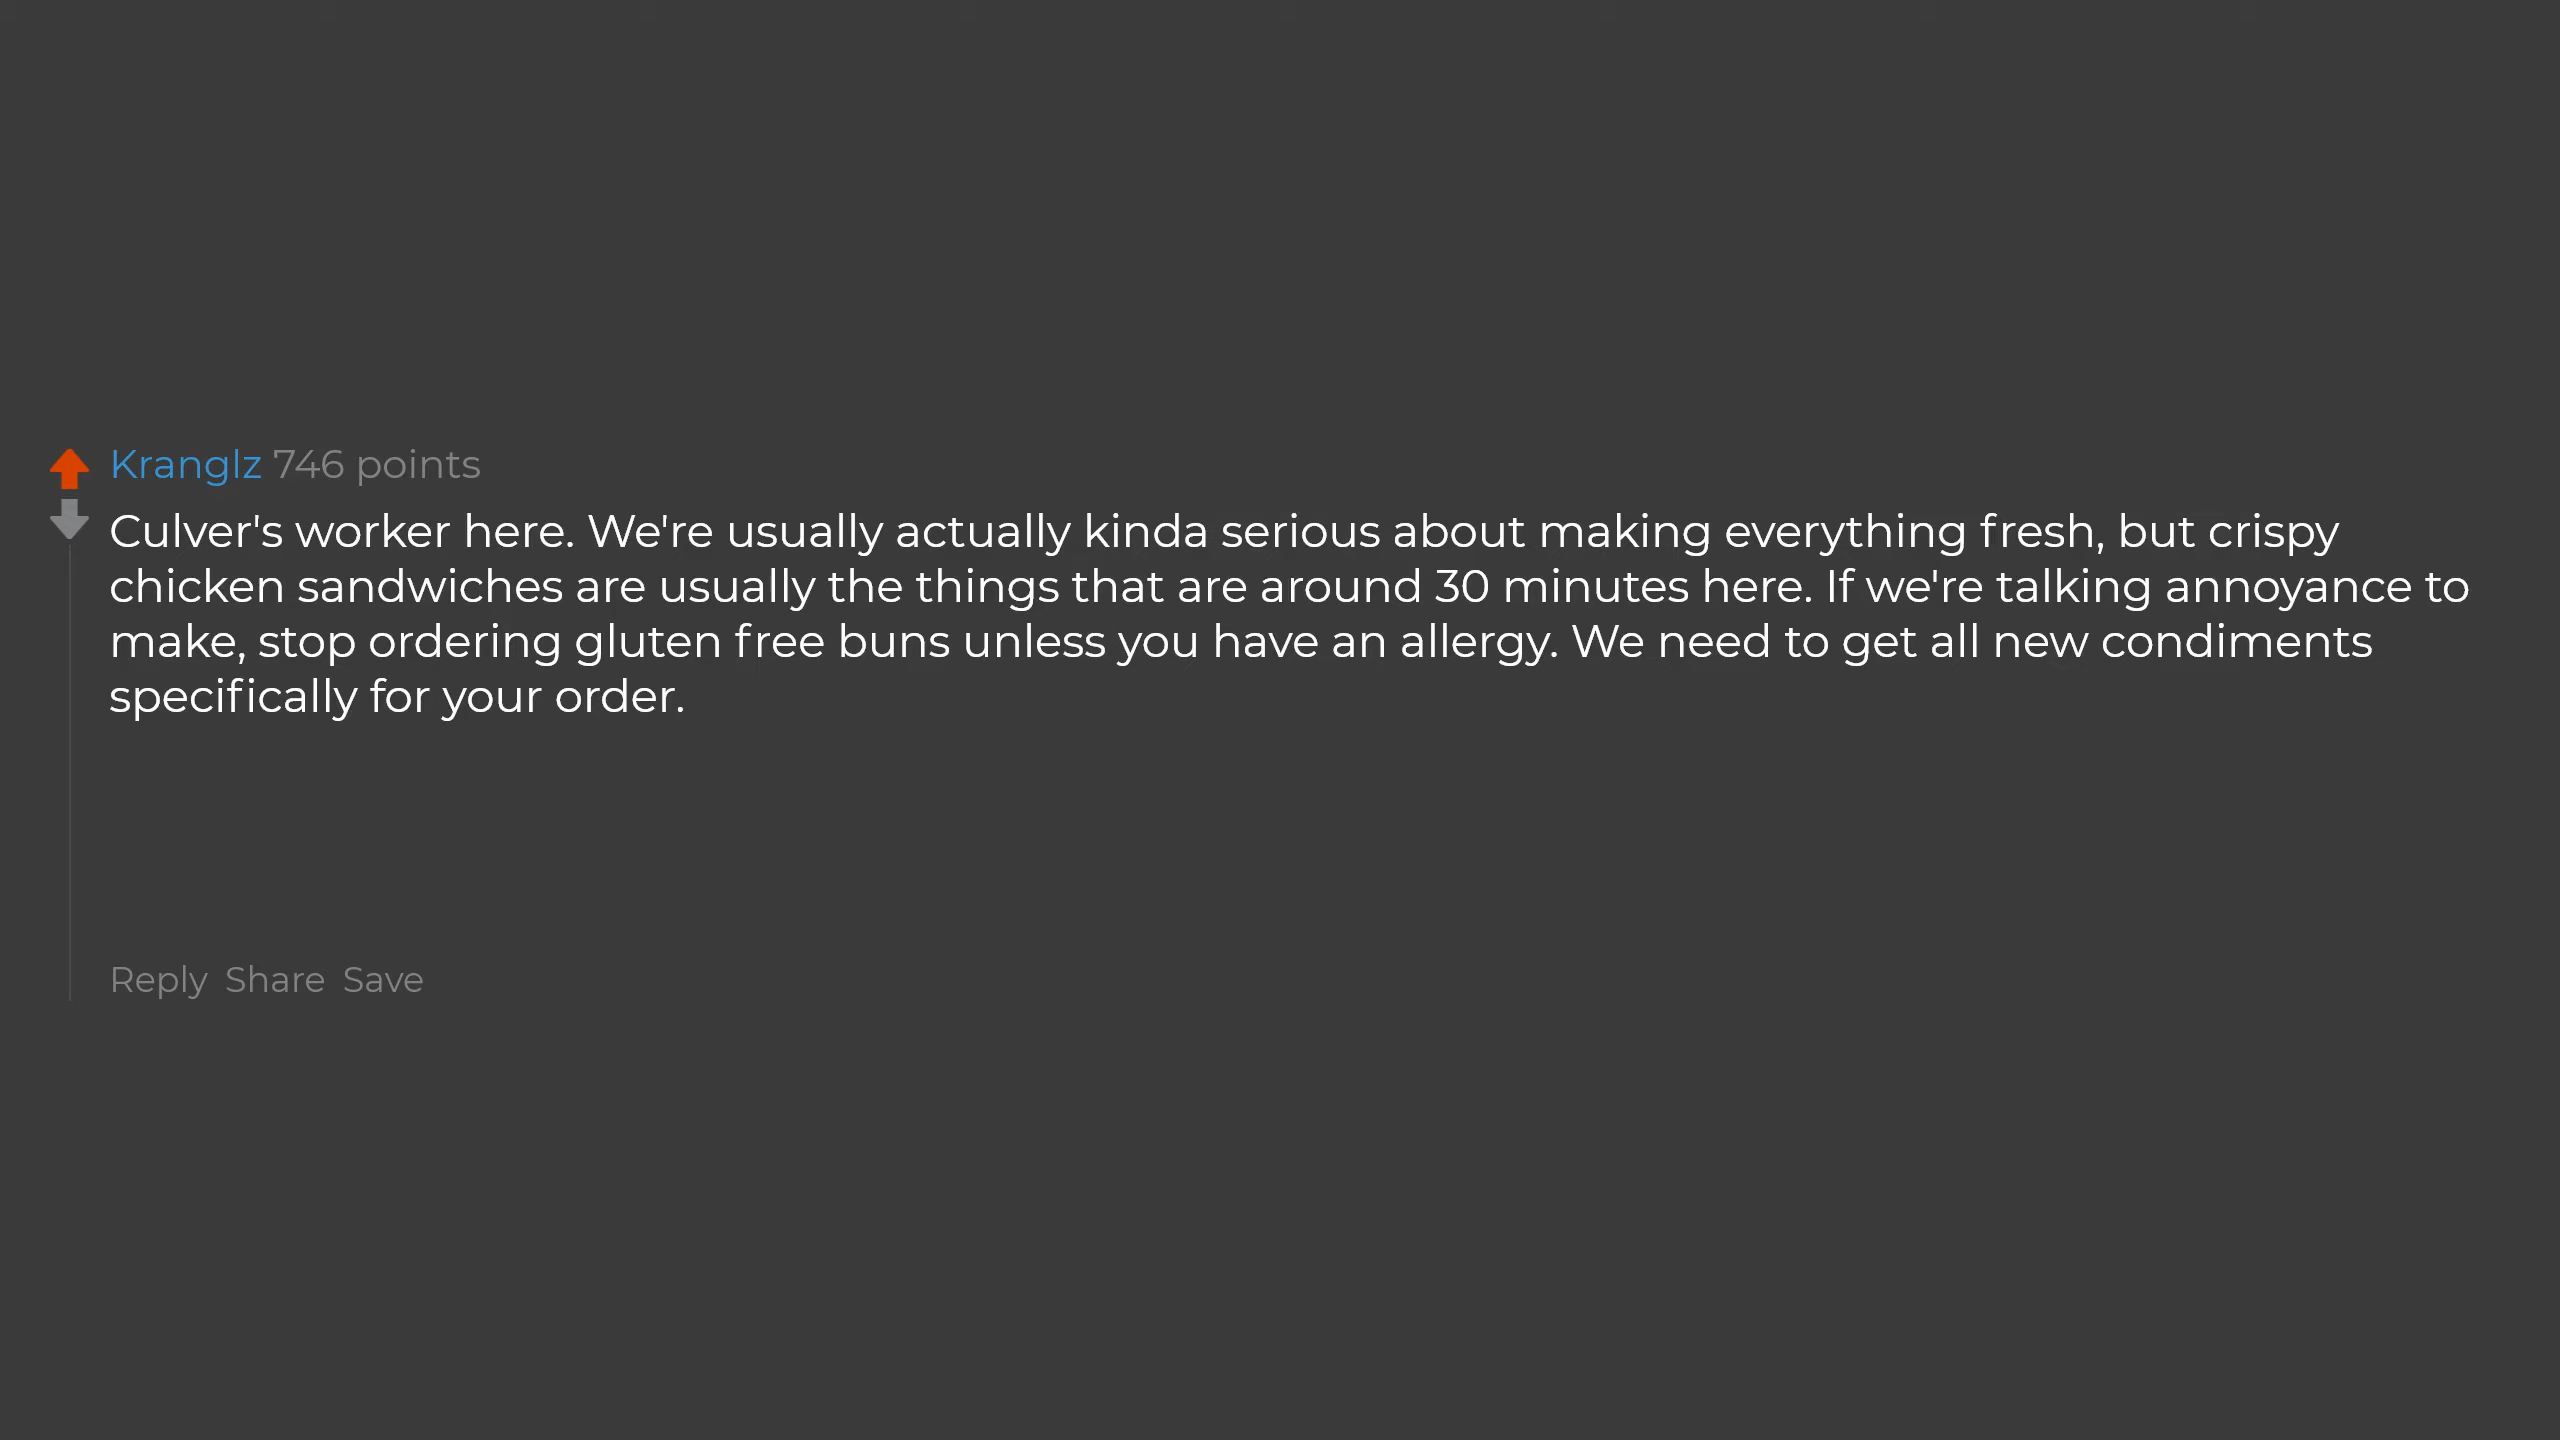 Kranglz 746 points
Culver's worker here. We're usually actually kinda serious about making everything fresh, but crispy
chicken sandwiches are usually the things that are around 30 minutes here. If we're talking annoyance to
make, stop ordering gluten free buns unless you have an allergy. We need to get all new condiments
specifically for your order.
Reply Share Save